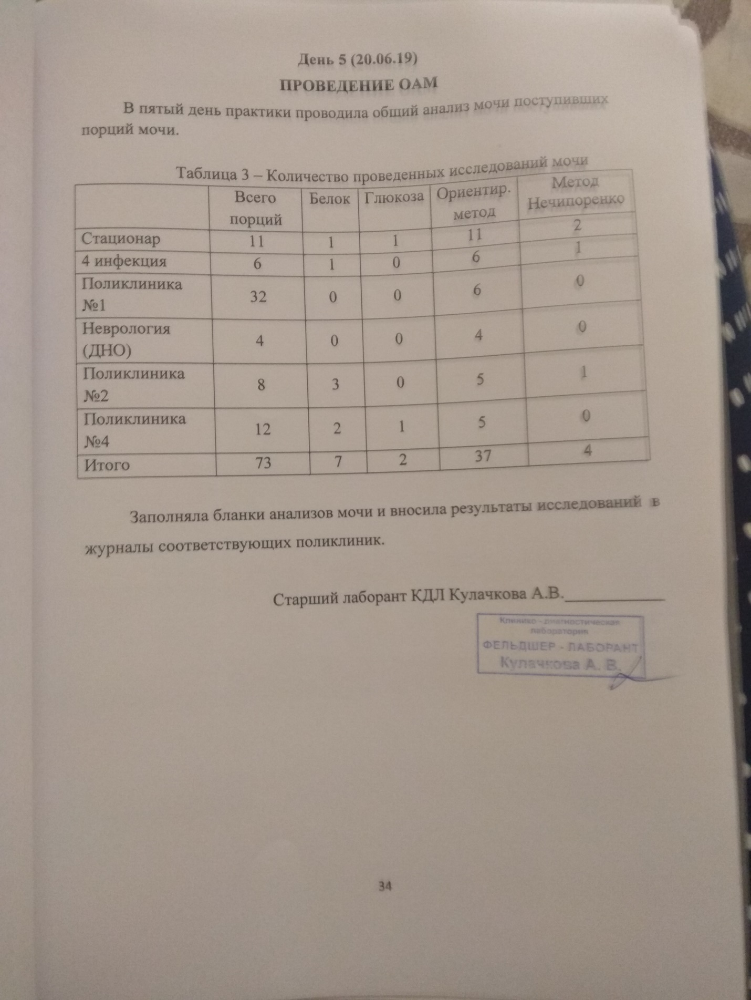 День 5 (20.06.19)
ПРОВЕДЕНИЕ ОАМ
В пятый день практики проводила общий анализ мочи поступивших
порций мочи.
Таблица 3 – Количество проведенных исследований мочи
Всего порций Белок Глюкоза Ориентир. метод Метод Нечипоренко
Стационар 11 1 1 11 2
4 инфекция 6 1 0 6 1
Поликлиника №1 32 0 0 6 0
Неврология (ДНО) 4 0 0 4 0
Поликлиника №2 8 3 0 5 1
Поликлиника №4 12 2 1 5 0
Итого 73 7 2 37 4
Заполняла бланки анализов мочи и вносила результаты исследований в
журналы соответствующих поликлиник.
Старший лаборант КДЛ Кулачкова А.В.
Клинико - диагностическая
лаборатория
ФЕЛЬДШЕР - ЛАБОРАНТ
Кулачкова А. В.
34